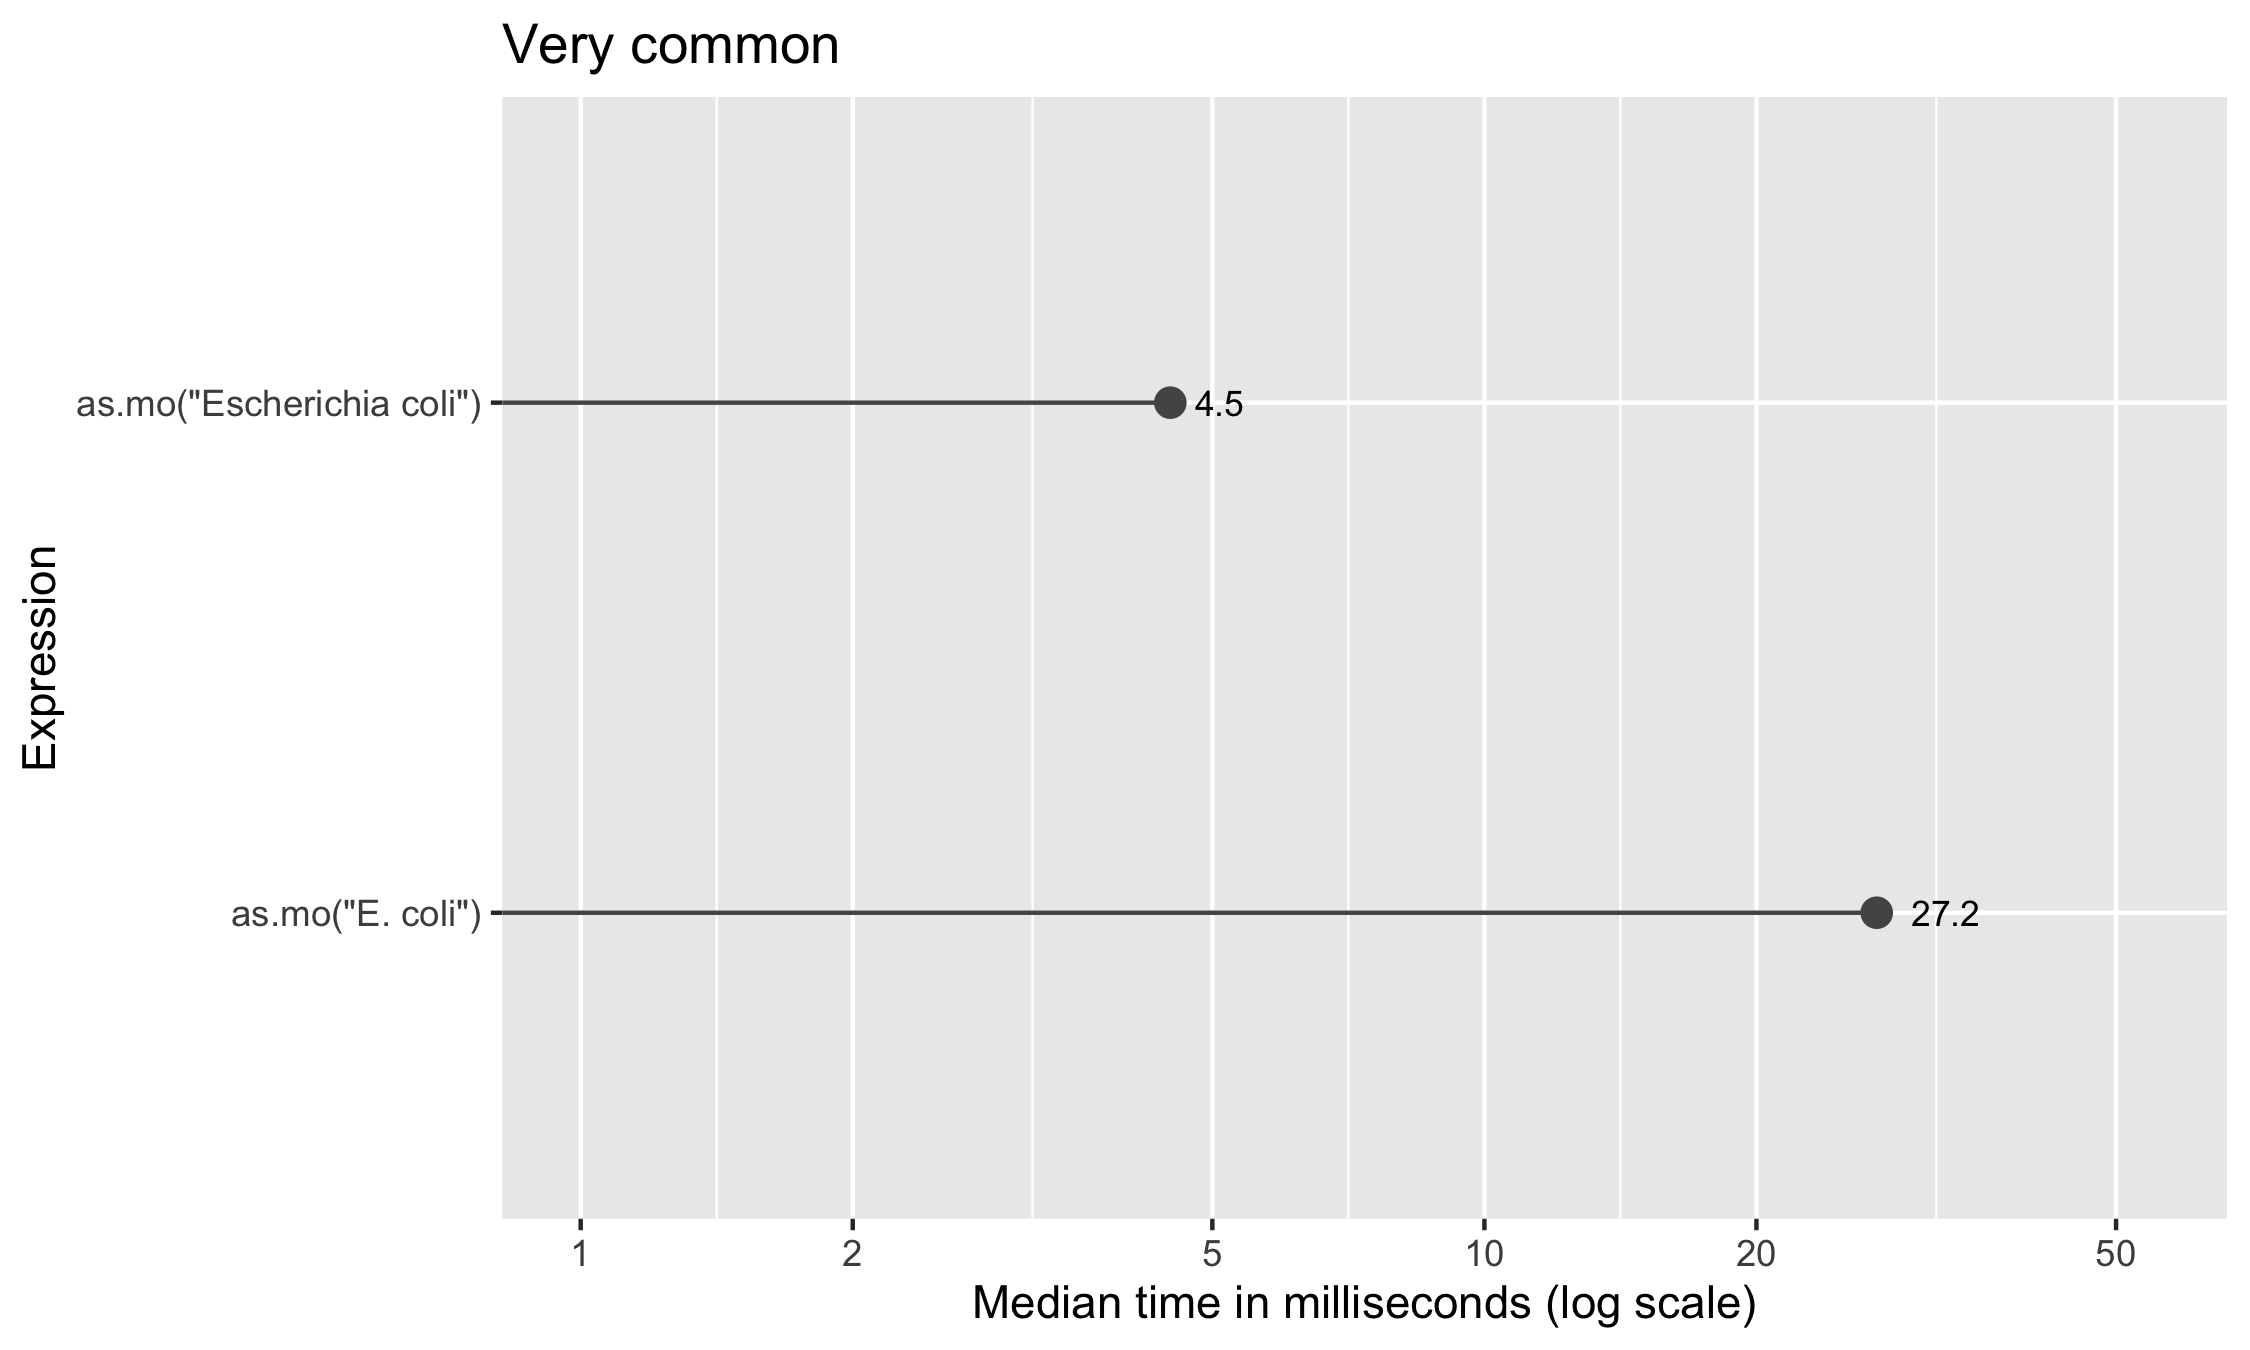 Very common
as.mo("Escherichia coli")
4.5
Expression
as.mo("E. coli")
27.2
1 2 5 10 20 50
Median time in milliseconds (log scale)